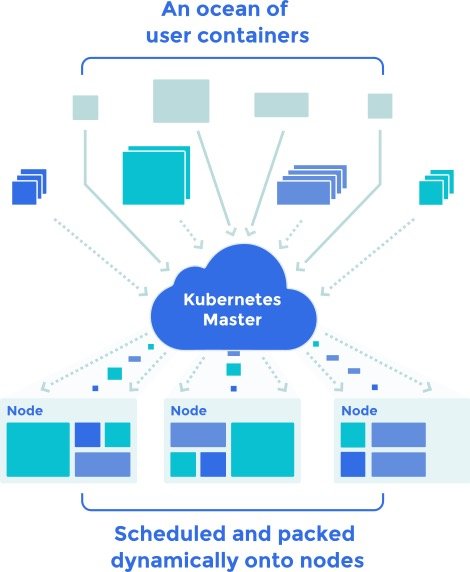 An ocean of
user containers
Kubernetes
Master
Node
Node
Node
Scheduled and packed
dynamically onto nodes